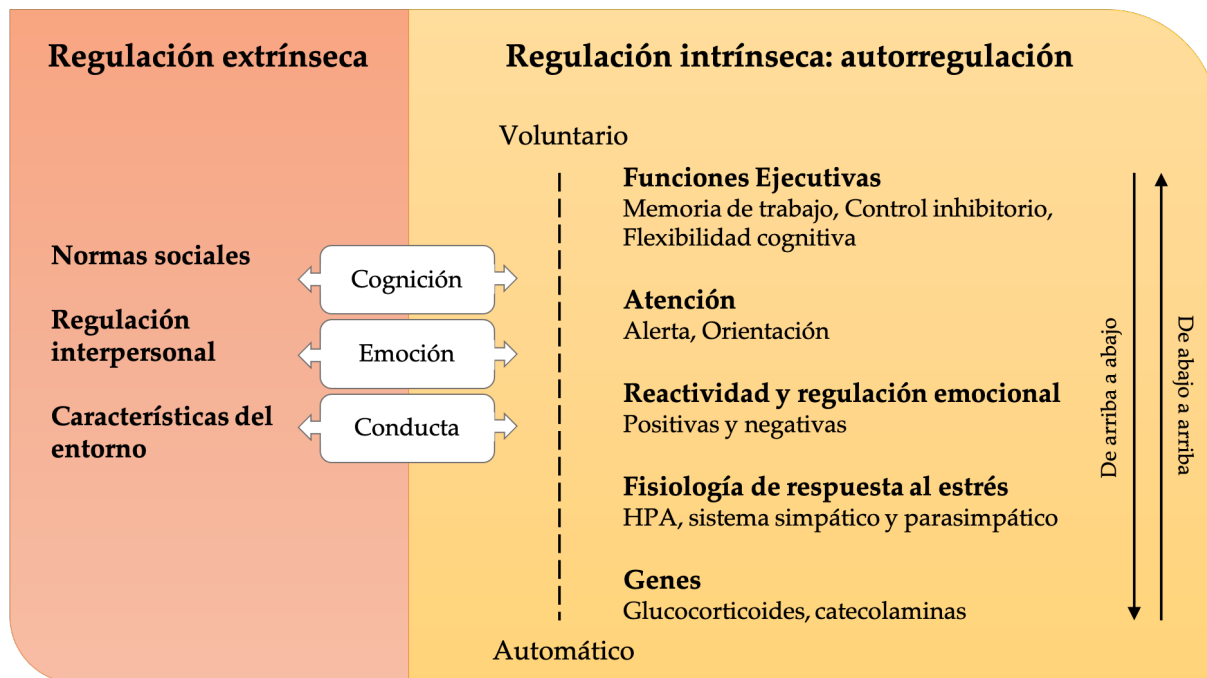 Regulación extrínseca
Normas sociales
Regulación
interpersonal
Características del
entorno
Cognición
Emoción
Conducta
Regulación intrínseca: autorregulación
Voluntario
Funciones Ejecutivas
Memoria de trabajo, Control inhibitorio,
Flexibilidad cognitiva
Atención
Alerta, Orientación
Reactividad y regulación emocional
Positivas y negativas
Fisiología de respuesta al estrés
HPA, sistema simpático y parasimpático
Genes
Glucocorticoides, catecolaminas
Automático
De arriba a abajo
De abajo a arriba